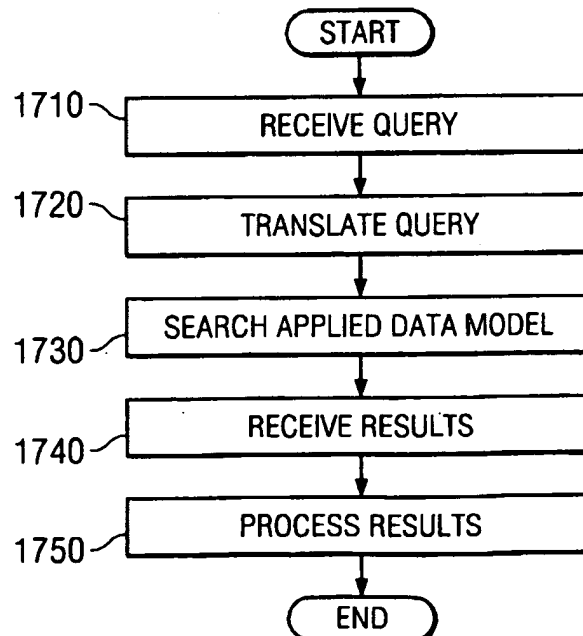 START
1710 RECEIVE QUERY
1720 TRANSLATE QUERY
1730 SEARCH APPLIED DATA MODEL
1740 RECEIVE RESULTS
1750 PROCESS RESULTS
END